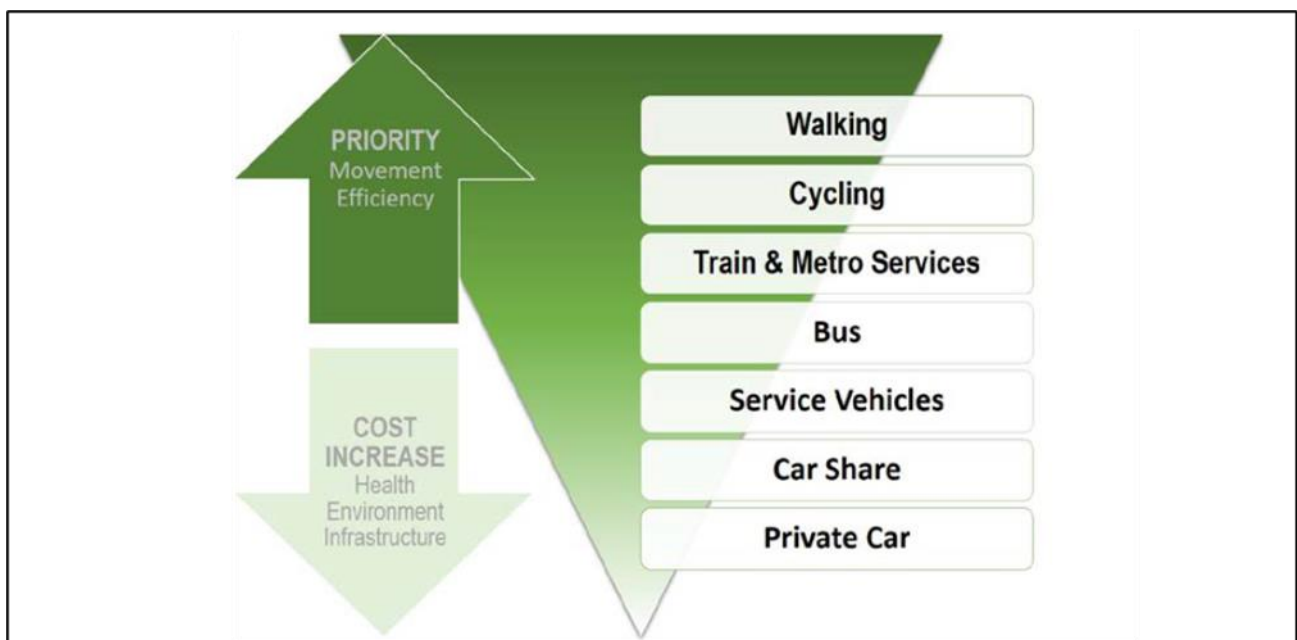 PRIORITY
Movement
Efficiency
COST
INCREASE
Health
Environment
Infrastructure
Walking
Cycling
Train & Metro Services
Bus
Service Vehicles
Car Share
Private Car